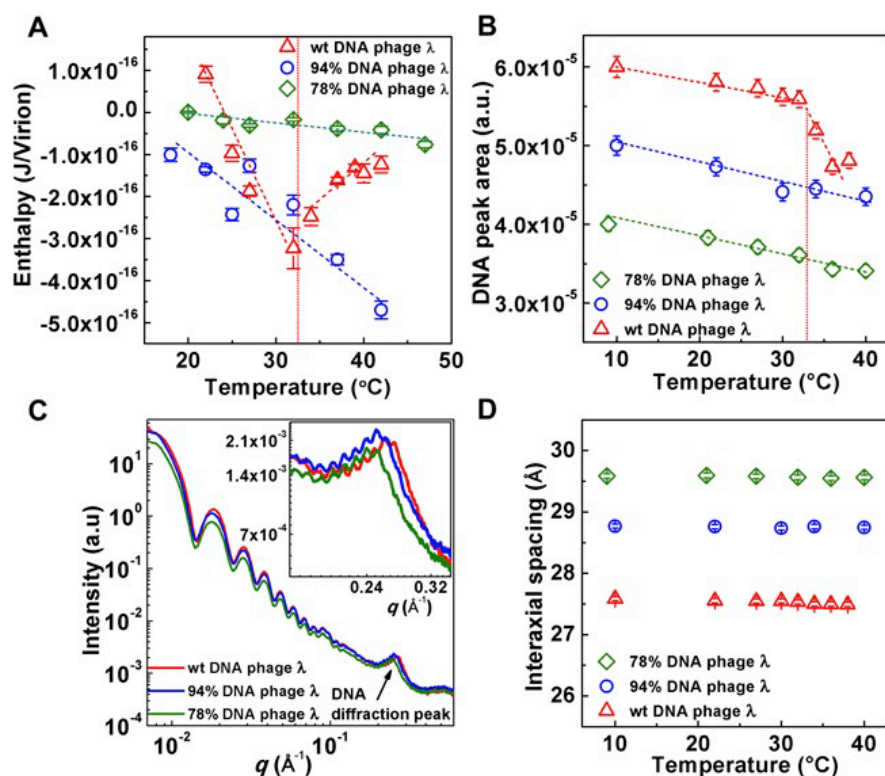 A
wt DNA phage λ
94% DNA phage λ
78% DNA phage λ
1.0x10⁻¹⁶
0.0
-1.0x10⁻¹⁶
-2.0x10⁻¹⁶
-3.0x10⁻¹⁶
-4.0x10⁻¹⁶
-5.0x10⁻¹⁶
Enthalpy (J/Virion)
20 30 40 50
Temperature (°C)
B
6.0x10⁻⁵
5.0x10⁻⁵
4.0x10⁻⁵
3.0x10⁻⁵
DNA peak area (a.u.)
78% DNA phage λ
94% DNA phage λ
wt DNA phage λ
10 20 30 40
Temperature (°C)
C
10¹
10⁰
10⁻¹
10⁻²
10⁻³
10⁻⁴
Intensity (a.u)
2.1x10⁻³
1.4x10⁻³
7x10⁻⁴
0.24 0.32
q (Å⁻¹)
wt DNA phage λ
94% DNA phage λ
78% DNA phage λ
DNA
diffraction peak
10⁻² 10⁻¹
q (Å⁻¹)
D
30
29
28
27
26
Interaxial spacing (Å)
78% DNA phage λ
94% DNA phage λ
wt DNA phage λ
10 20 30 40
Temperature (°C)